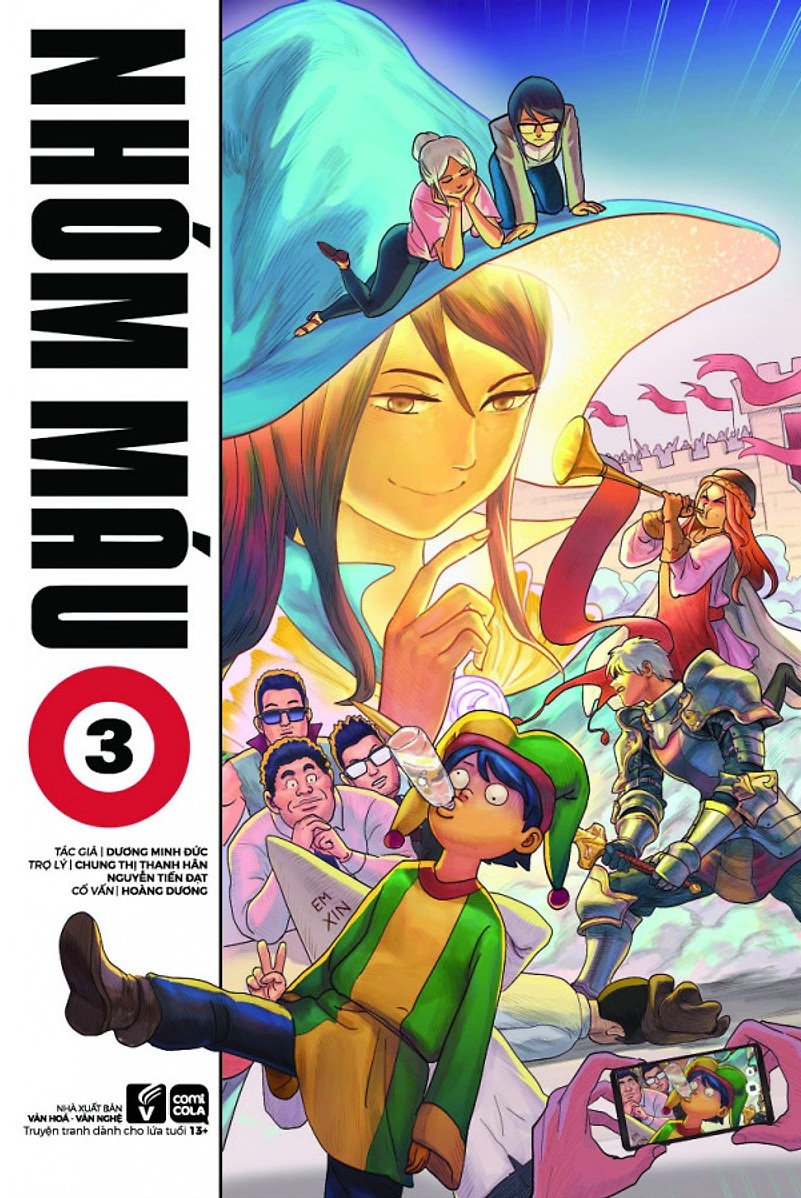 NHÓM MÁU
3
TÁC GIẢ | DƯƠNG MINH ĐỨC
TRỢ LÝ | CHUNG THỊ THANH HÂN
NGUYỄN TIẾN ĐẠT
CỐ VẤN | HOÀNG DƯƠNG
EM
XIN
NHÀ XUẤT BẢN
VĂN HOÁ - VĂN NGHỆ
V
comi
COLA
Truyện tranh dành cho lứa tuổi 13+